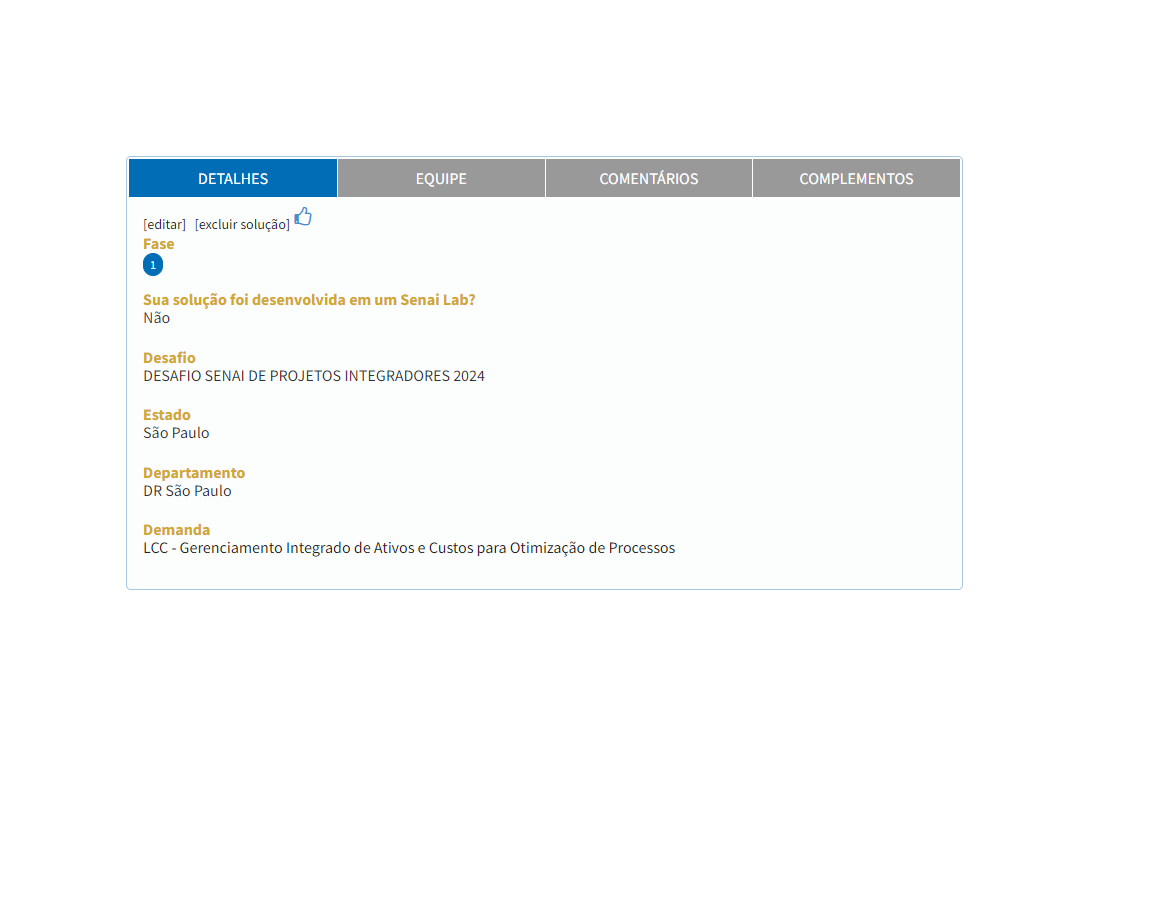 DETALHES EQUIPE COMENTÁRIOS COMPLEMENTOS
[editar] [excluir solução]
Fase
1
Sua solução foi desenvolvida em um Senai Lab?
Não
Desafio
DESAFIO SENAI DE PROJETOS INTEGRADORES 2024
Estado
São Paulo
Departamento
DR São Paulo
Demanda
LCC - Gerenciamento Integrado de Ativos e Custos para Otimização de Processos